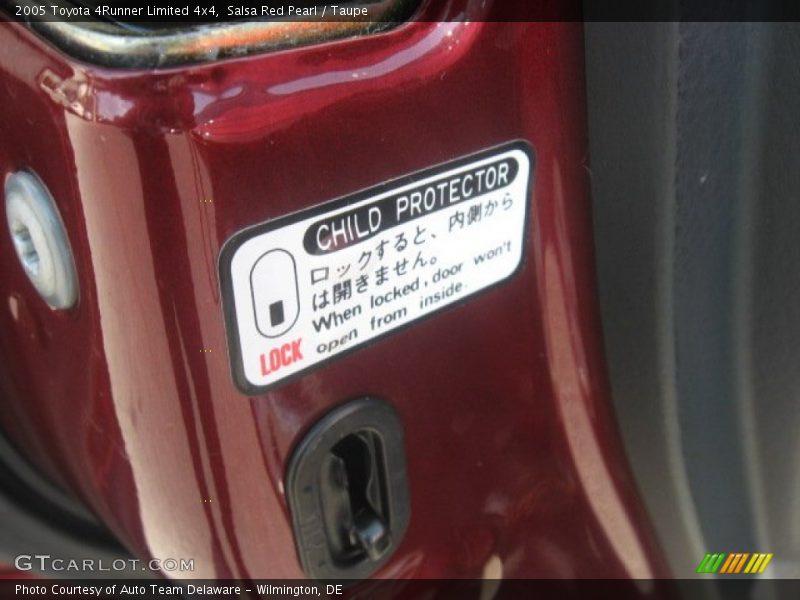 2005 Toyota 4Runner Limited 4x4, Salsa Red Pearl / Taupe
CHILD PROTECTOR
ロックすると、内側から
は開きません。
When locked, door won't
open from inside.
LOCK
GTCARLOT.COM
Photo Courtesy of Auto Team Delaware - Wilmington, DE